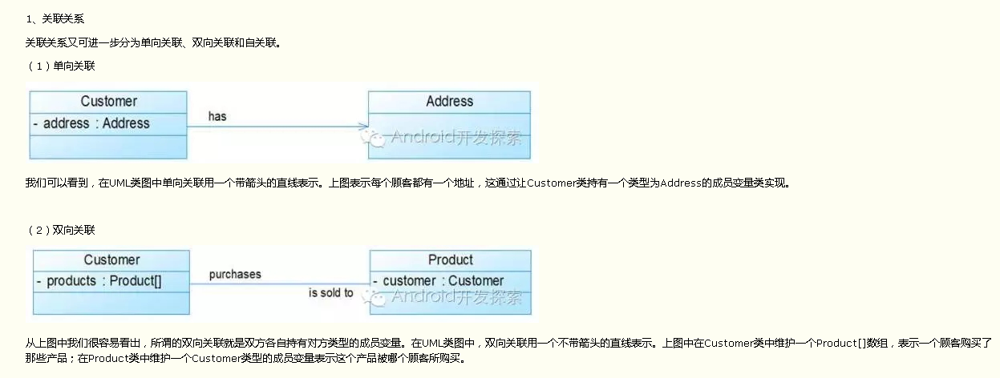 1、关联关系
关联关系又可进一步分为单向关联、双向关联和自关联。
（1）单向关联
Customer
- address : Address
has
Address
Android开发探索
我们可以看到，在UML类图中单向关联用一个带箭头的直线表示。上图表示每个顾客都有一个地址，这通过让Customer类持有一个类型为Address的成员变量类实现。
（2）双向关联
Customer
- products : Product[]
purchases
is sold to
Product
- customer : Customer
Android开发探索
从上图中我们很容易看出，所谓的双向关联就是双方各自持有对方类型的成员变量。在UML类图中，双向关联用一个不带箭头的直线表示。上图中在Customer类中维护一个Product[]数组，表示一个顾客购买了
那些产品；在Product类中维护一个Customer类型的成员变量表示这个产品被哪个顾客所购买。